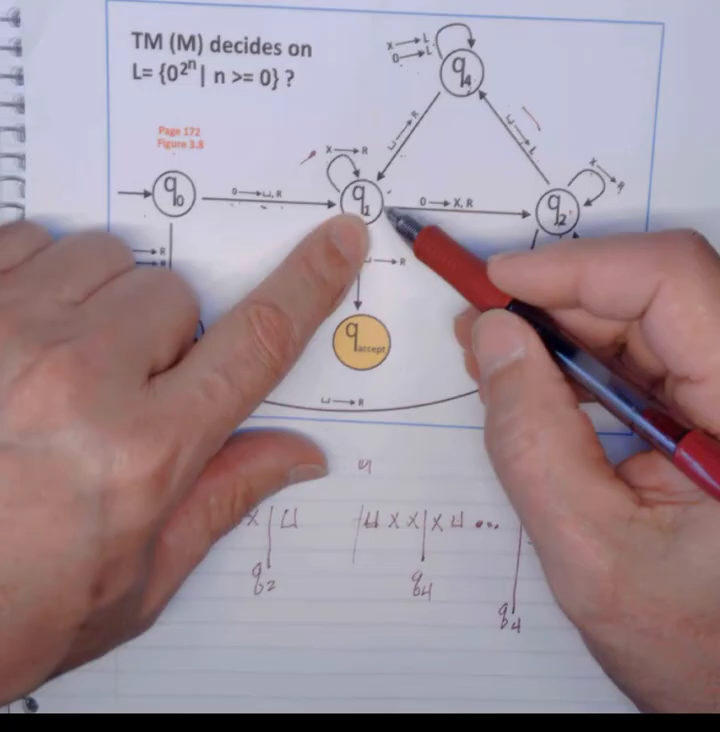 TM (M) decides on
L= {0^2^n | n >= 0} ?
Page 172
Figure 3.8
x → L
0 → L
q4
⊔ → R
⊔ → L
x → R
x → R
q0
0 → ⊔, R
q1
0 → X, R
q2
→ R
⊔ → R
q accept
⊔ → R
x | ⊔
⊔ x x | x ⊔ ...
q2
q4
q4